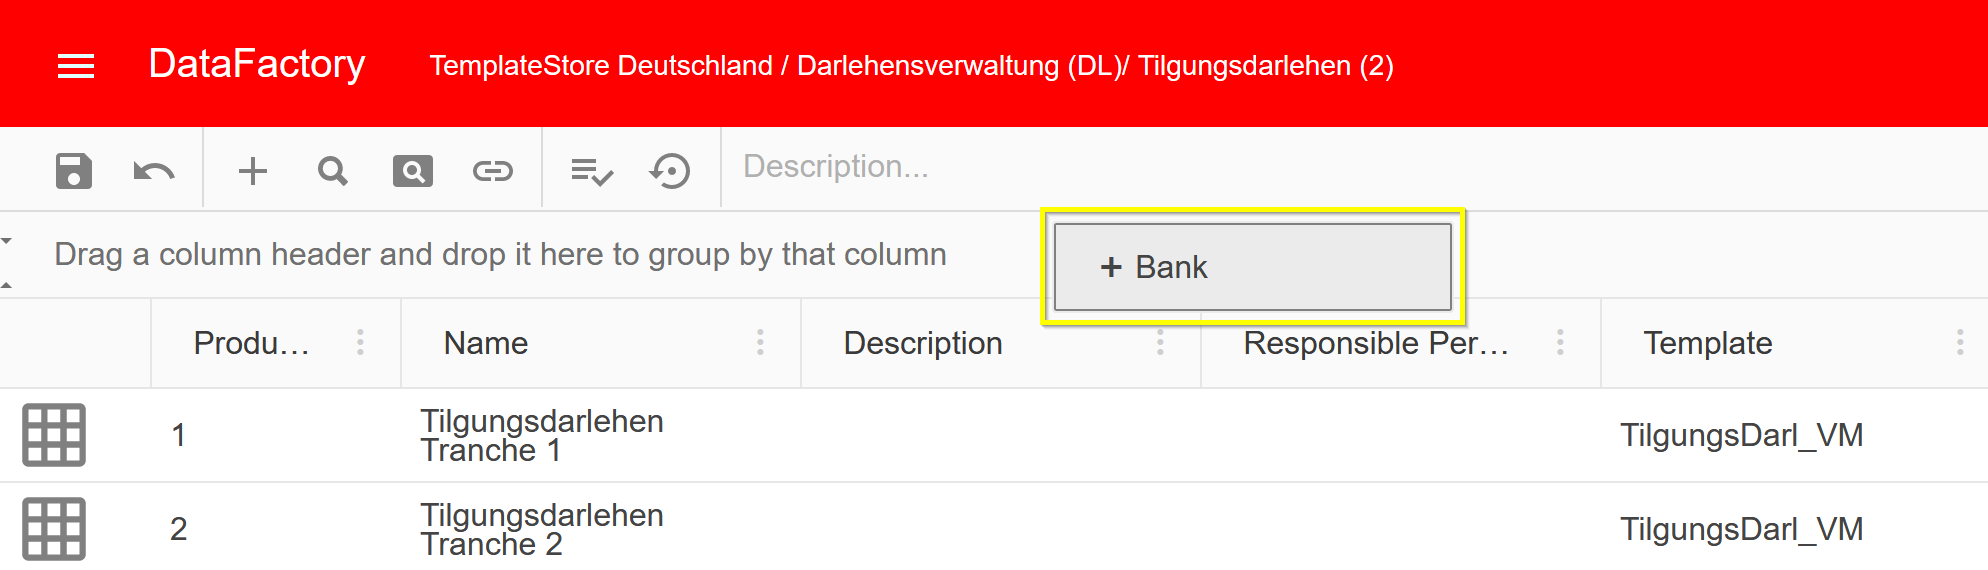 DataFactory TemplateStore Deutschland / Darlehensverwaltung (DL)/ Tilgungsdarlehen (2)
Description...
Drag a column header and drop it here to group by that column
+ Bank
Produ... Name Description Responsible Per... Template
1 Tilgungsdarlehen Tranche 1 TilgungsDarl_VM
2 Tilgungsdarlehen Tranche 2 TilgungsDarl_VM